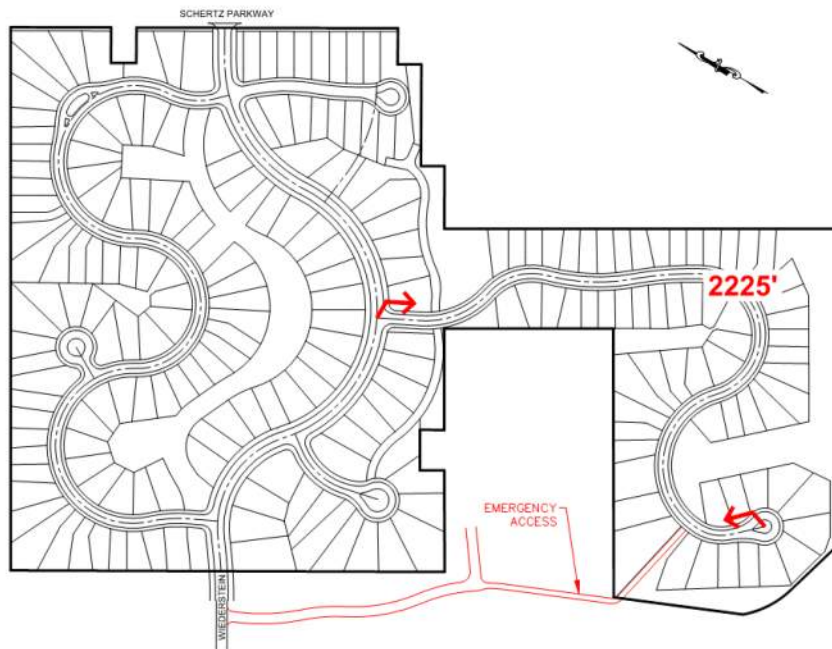 SCHERTZ PARKWAY
2225'
EMERGENCY
ACCESS
WIEDERSTEIN